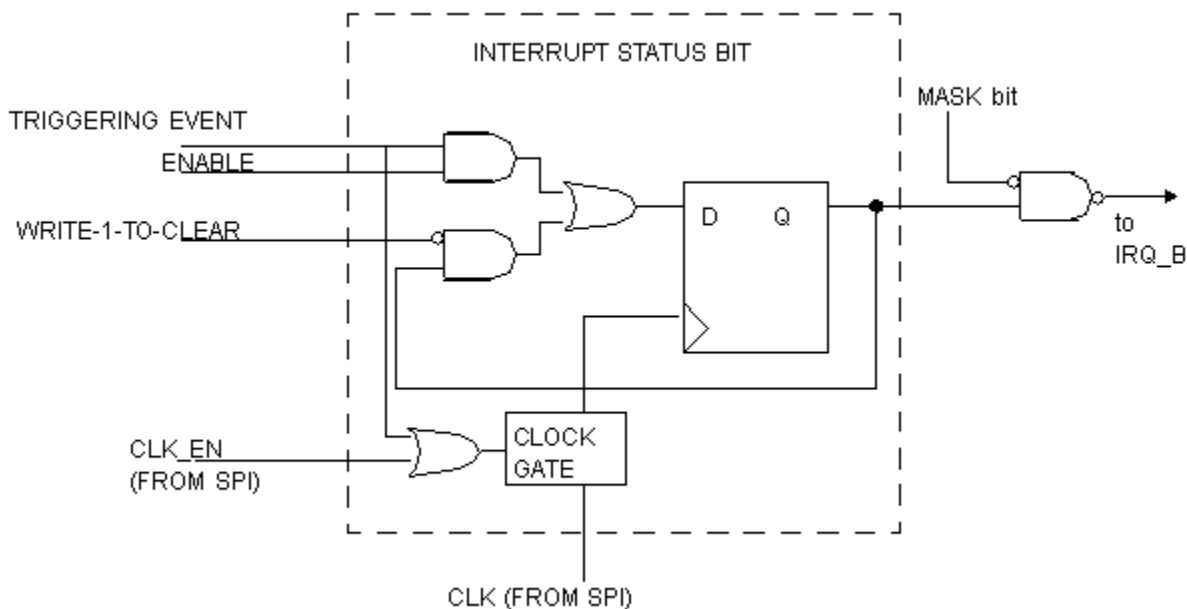 INTERRUPT STATUS BIT
MASK bit
TRIGGERING EVENT
ENABLE
D Q
WRITE-1-TO-CLEAR
to
IRQ_B
CLK_EN
(FROM SPI)
CLOCK
GATE
CLK (FROM SPI)